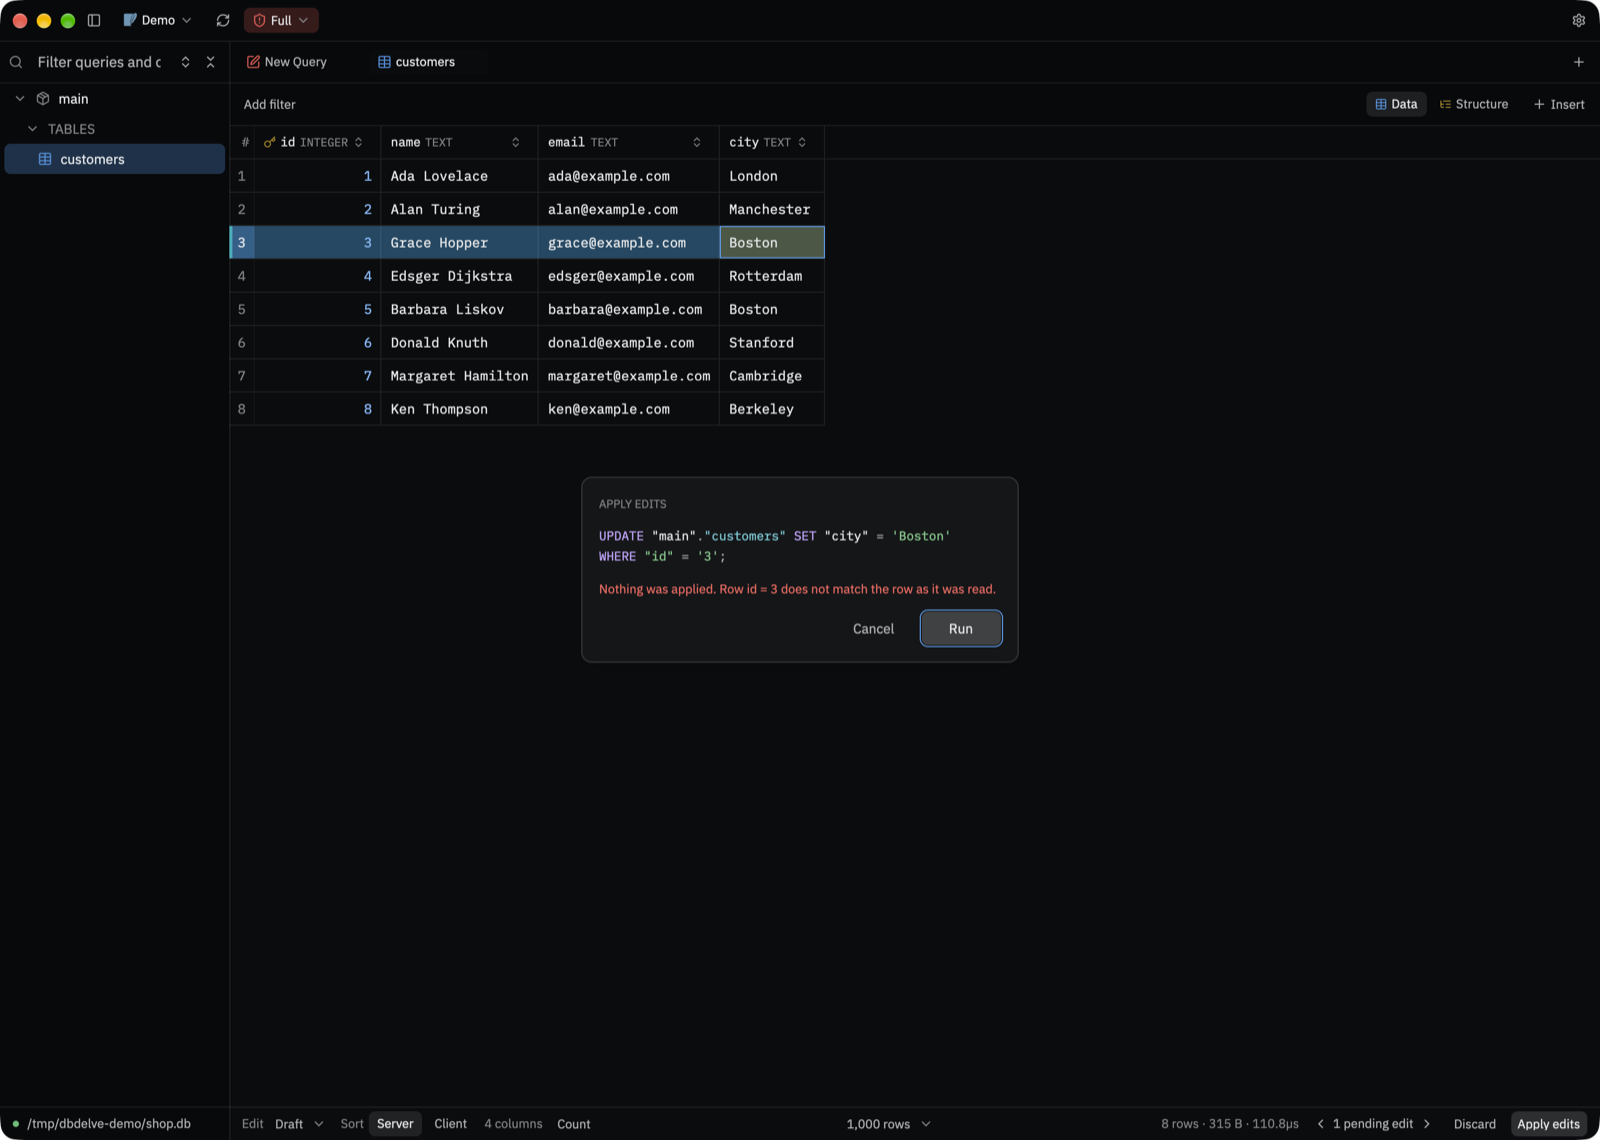 Demo
Full
Filter queries and c
New Query
customers
main
TABLES
customers
Add filter
Data
Structure
Insert
# id INTEGER name TEXT email TEXT city TEXT
1 1 Ada Lovelace ada@example.com London
2 2 Alan Turing alan@example.com Manchester
3 3 Grace Hopper grace@example.com Boston
4 4 Edsger Dijkstra edsger@example.com Rotterdam
5 5 Barbara Liskov barbara@example.com Boston
6 6 Donald Knuth donald@example.com Stanford
7 7 Margaret Hamilton margaret@example.com Cambridge
8 8 Ken Thompson ken@example.com Berkeley
APPLY EDITS
UPDATE "main"."customers" SET "city" = 'Boston'
WHERE "id" = '3';
Nothing was applied. Row id = 3 does not match the row as it was read.
Cancel Run
/tmp/dbdelve-demo/shop.db
Edit Draft Sort Server Client 4 columns Count 1,000 rows 8 rows · 315 B · 110.8µs 1 pending edit Discard Apply edits